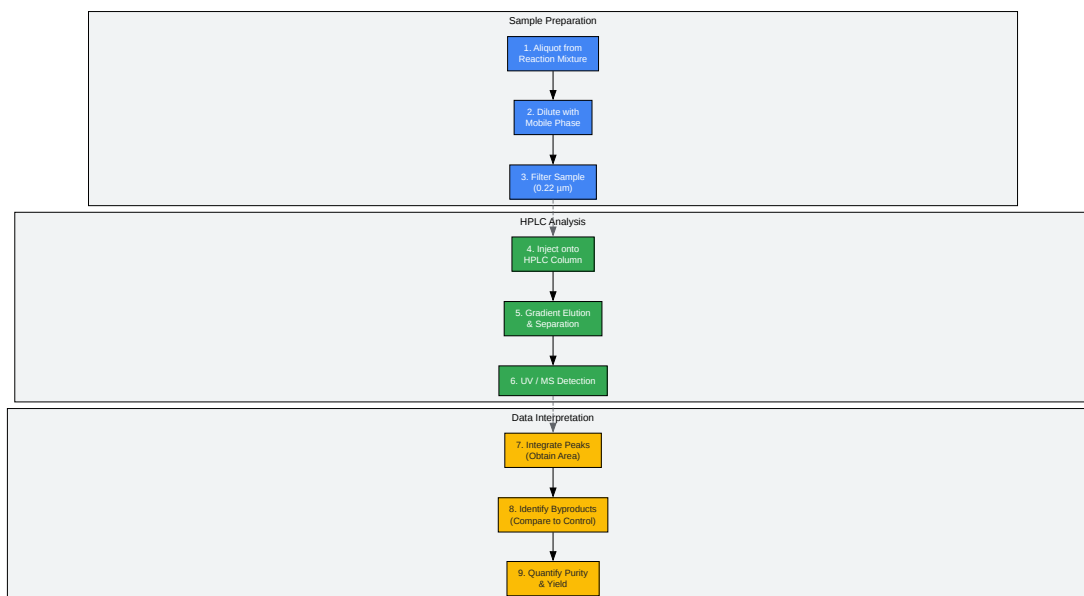 Sample Preparation
1. Aliquot from
Reaction Mixture
2. Dilute with
Mobile Phase
3. Filter Sample
(0.22 µm)
HPLC Analysis
4. Inject onto
HPLC Column
5. Gradient Elution
& Separation
6. UV / MS Detection
Data Interpretation
7. Integrate Peaks
(Obtain Area)
8. Identify Byproducts
(Compare to Control)
9. Quantify Purity
& Yield